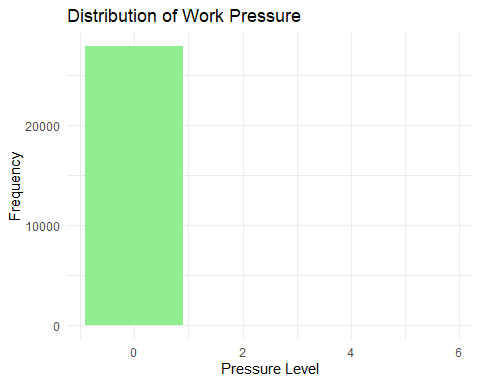 Distribution of Work Pressure
Frequency
20000
10000
0
0 2 4 6
Pressure Level